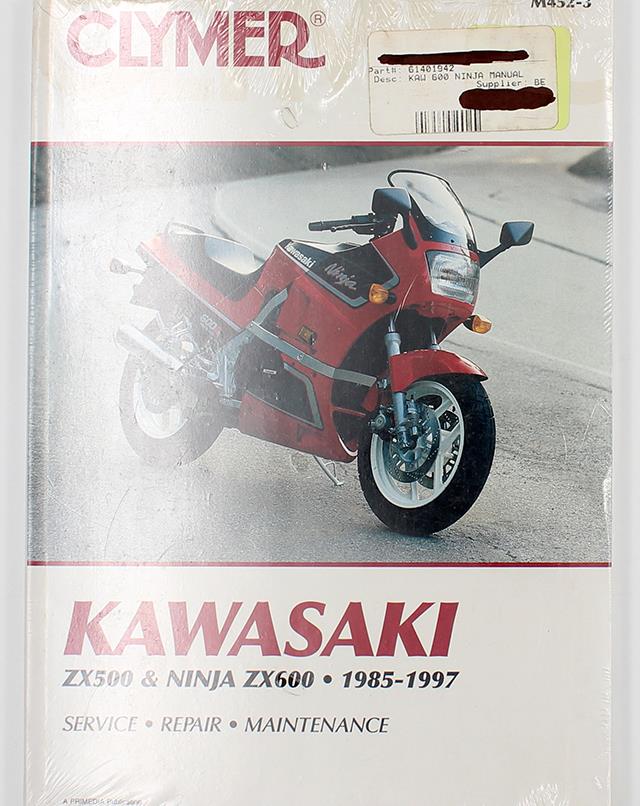 M452-3
CLYMER®
Part#: 61401942
Desc: KAW 600 NINJA MANUAL
Supplier: BE
Kawasaki
Ninja
600
KAWASAKI
ZX500 & NINJA ZX600 • 1985-1997
SERVICE • REPAIR • MAINTENANCE
A PRIMEDIA Publication